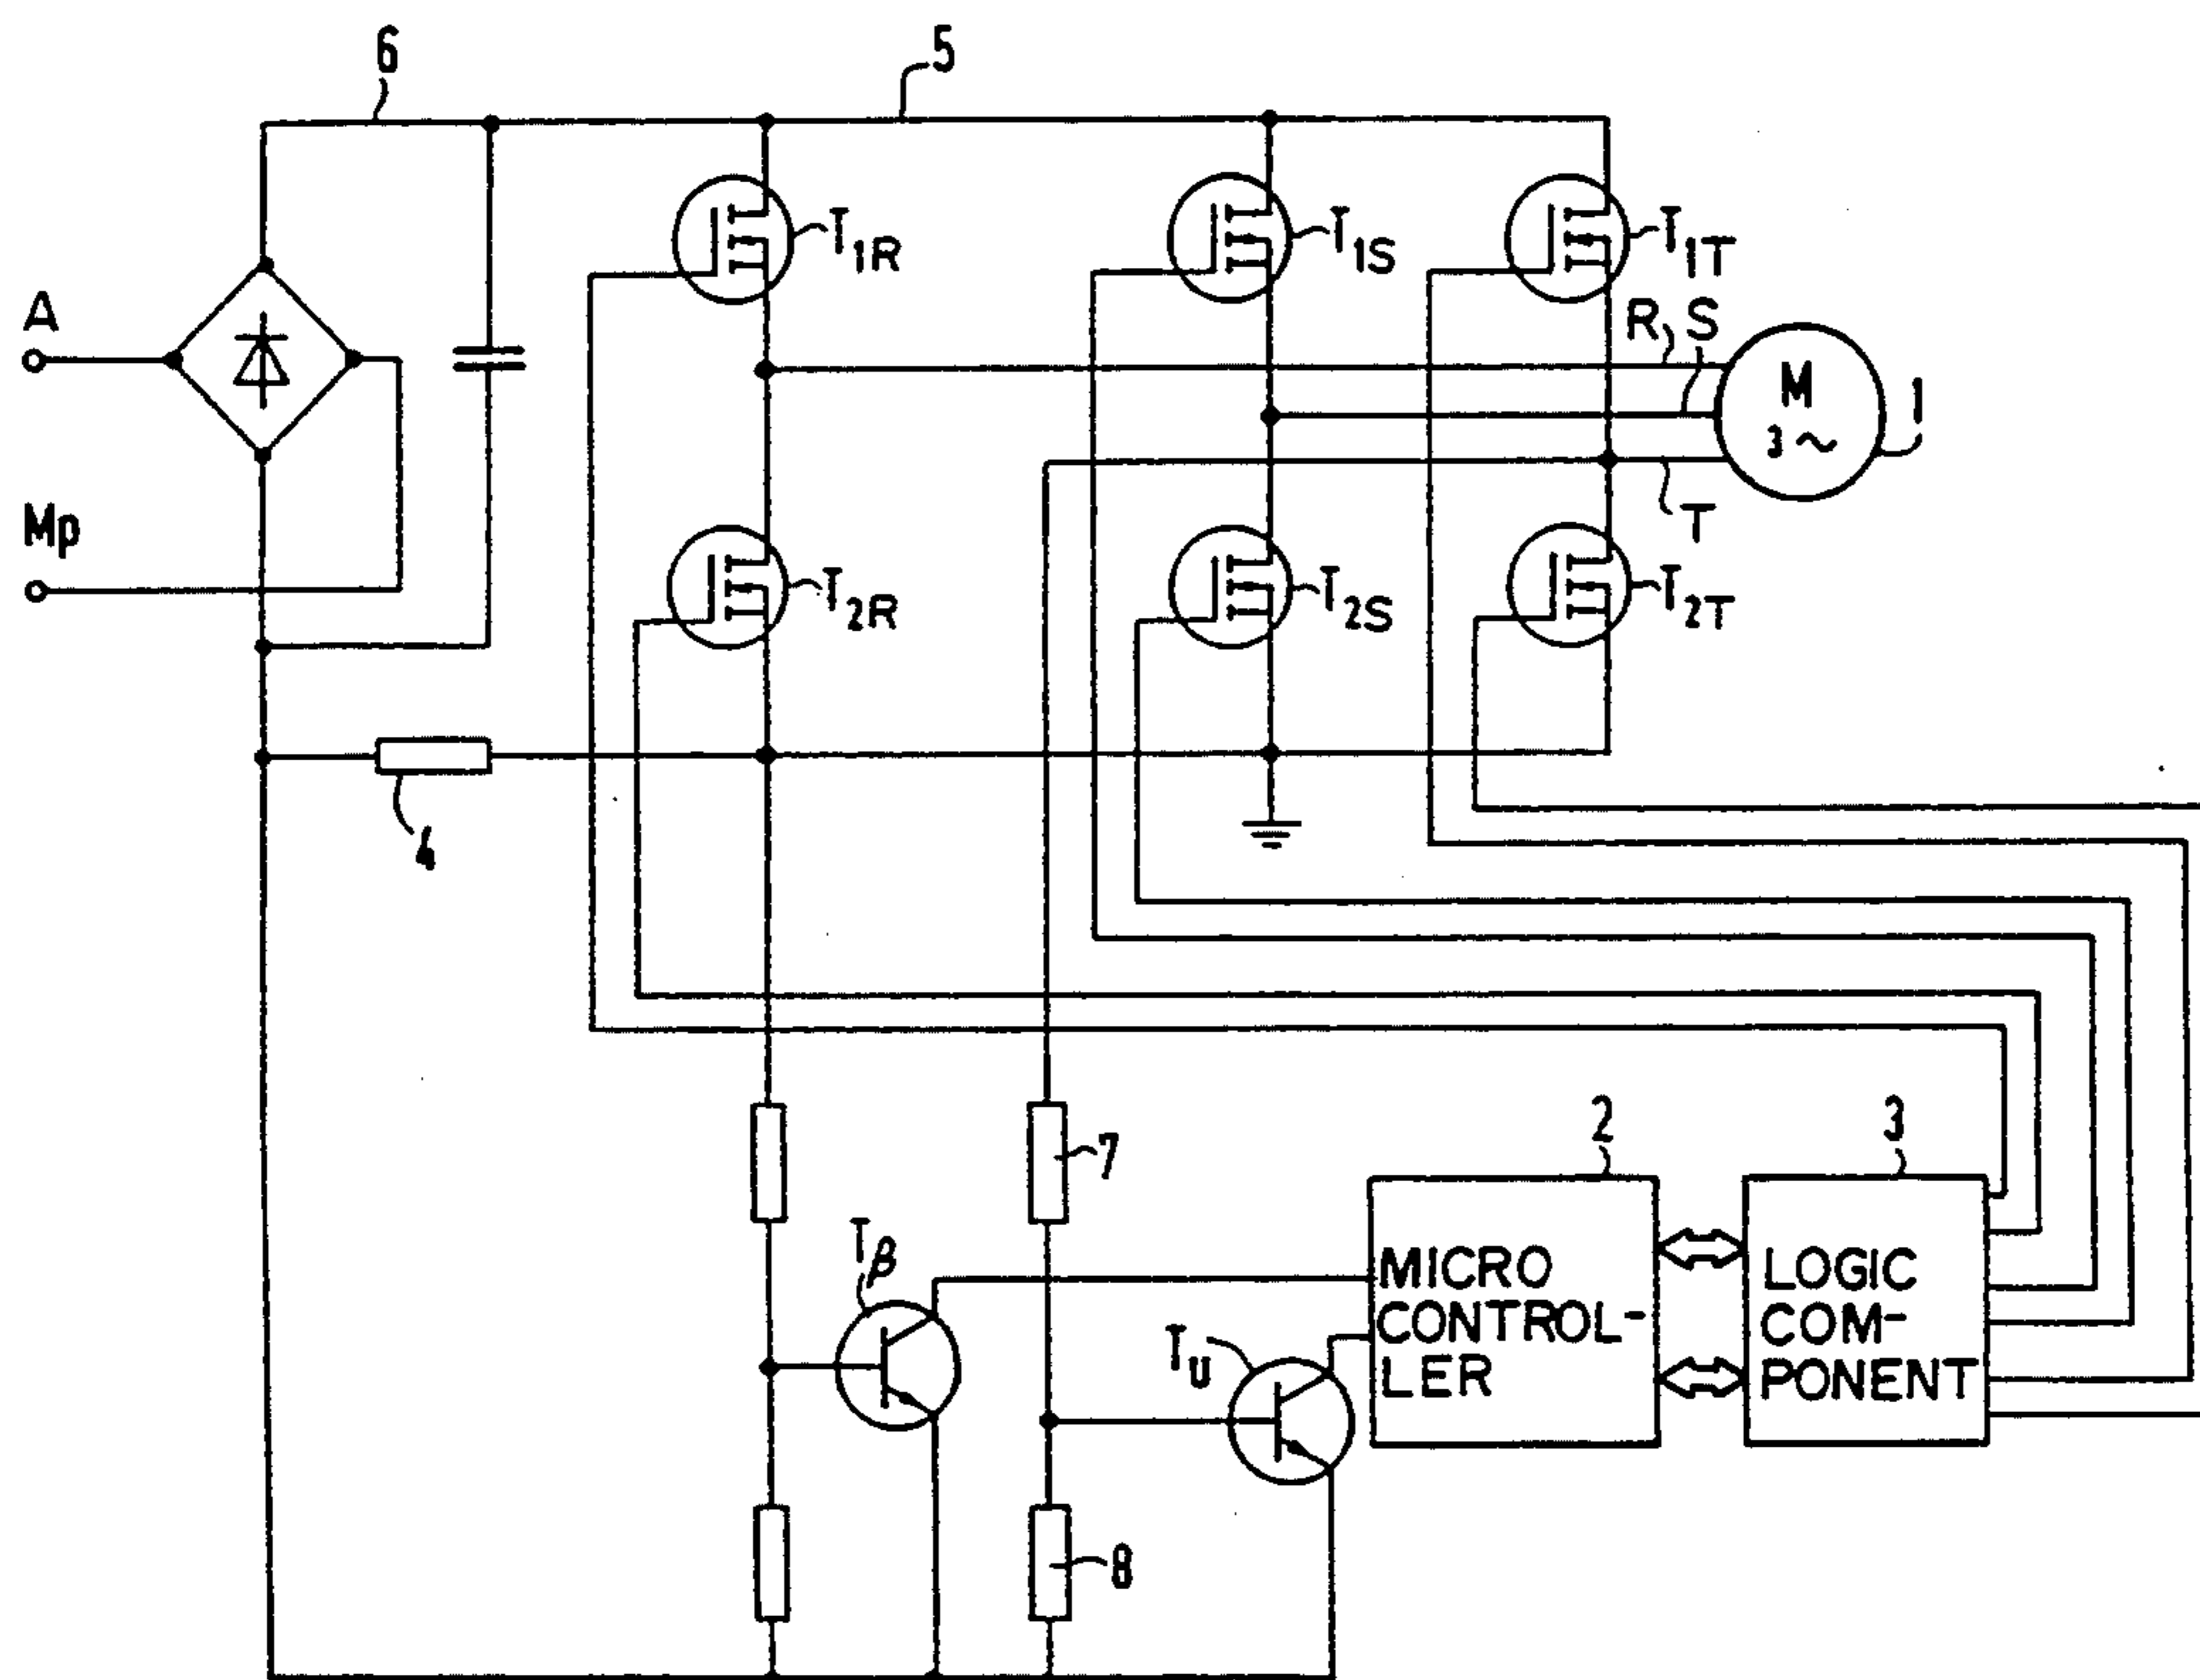 6
5
T1R
T1S
T1T
A
R, S
M
3 ~
1
Mp
T
T2R
T2S
T2T
4
7
2
3
Tβ
TU
MICRO
CONTROL-
LER
LOGIC
COM-
PONENT
8